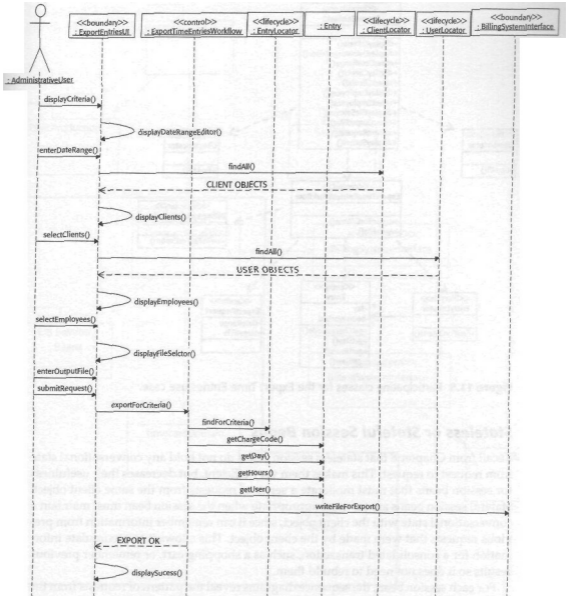 <<boundary>>
: ExportEntriesUI
<<control>>
: ExportTimeEntriesWorkflow
<<lifecycle>>
: EntryLocator
: Entry
<<lifecycle>>
: ClientLocator
<<lifecycle>>
: UserLocator
<<boundary>>
: BillingSystemInterface
: AdministrativeUser
displayCriteria()
displayDateRangeEditor()
enterDateRange()
findAll()
CLIENT OBJECTS
displayClients()
selectClients()
findAll()
USER OBJECTS
displayEmployees()
selectEmployees()
displayFileSelctor()
enterOutputFile()
submitRequest()
exportForCriteria()
findForCriteria()
getChargeCode()
getDay()
getHours()
getUser()
writeFileForExport()
EXPORT OK
displaySucess()